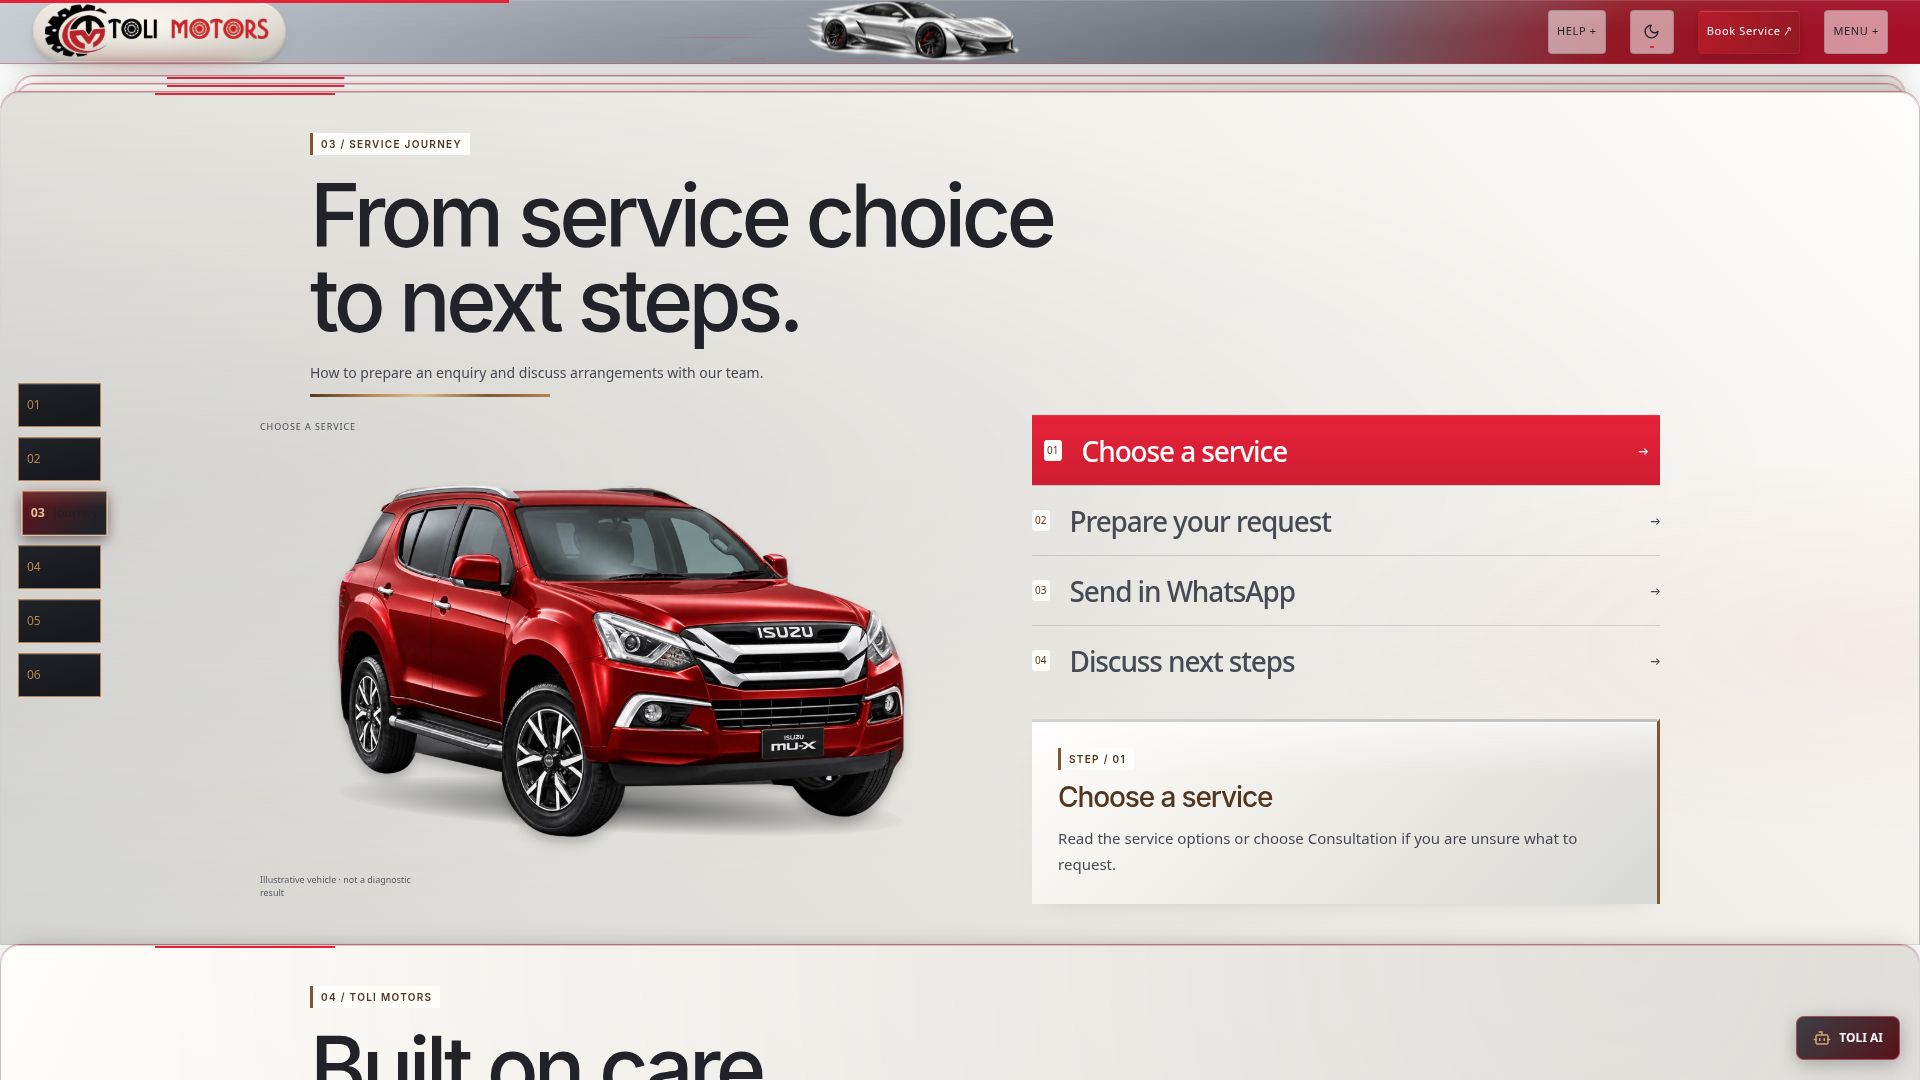 TOLI MOTORS
HELP +
Book Service ↗
MENU +
03 / SERVICE JOURNEY
From service choice
to next steps.
How to prepare an enquiry and discuss arrangements with our team.
01
02
03
04
05
06
CHOOSE A SERVICE
ISUZU
ISUZU
mu-X
Illustrative vehicle · not a diagnostic
result
01 Choose a service →
02 Prepare your request →
03 Send in WhatsApp →
04 Discuss next steps →
STEP / 01
Choose a service
Read the service options or choose Consultation if you are unsure what to
request.
04 / TOLI MOTORS
Built on care
TOLI AI